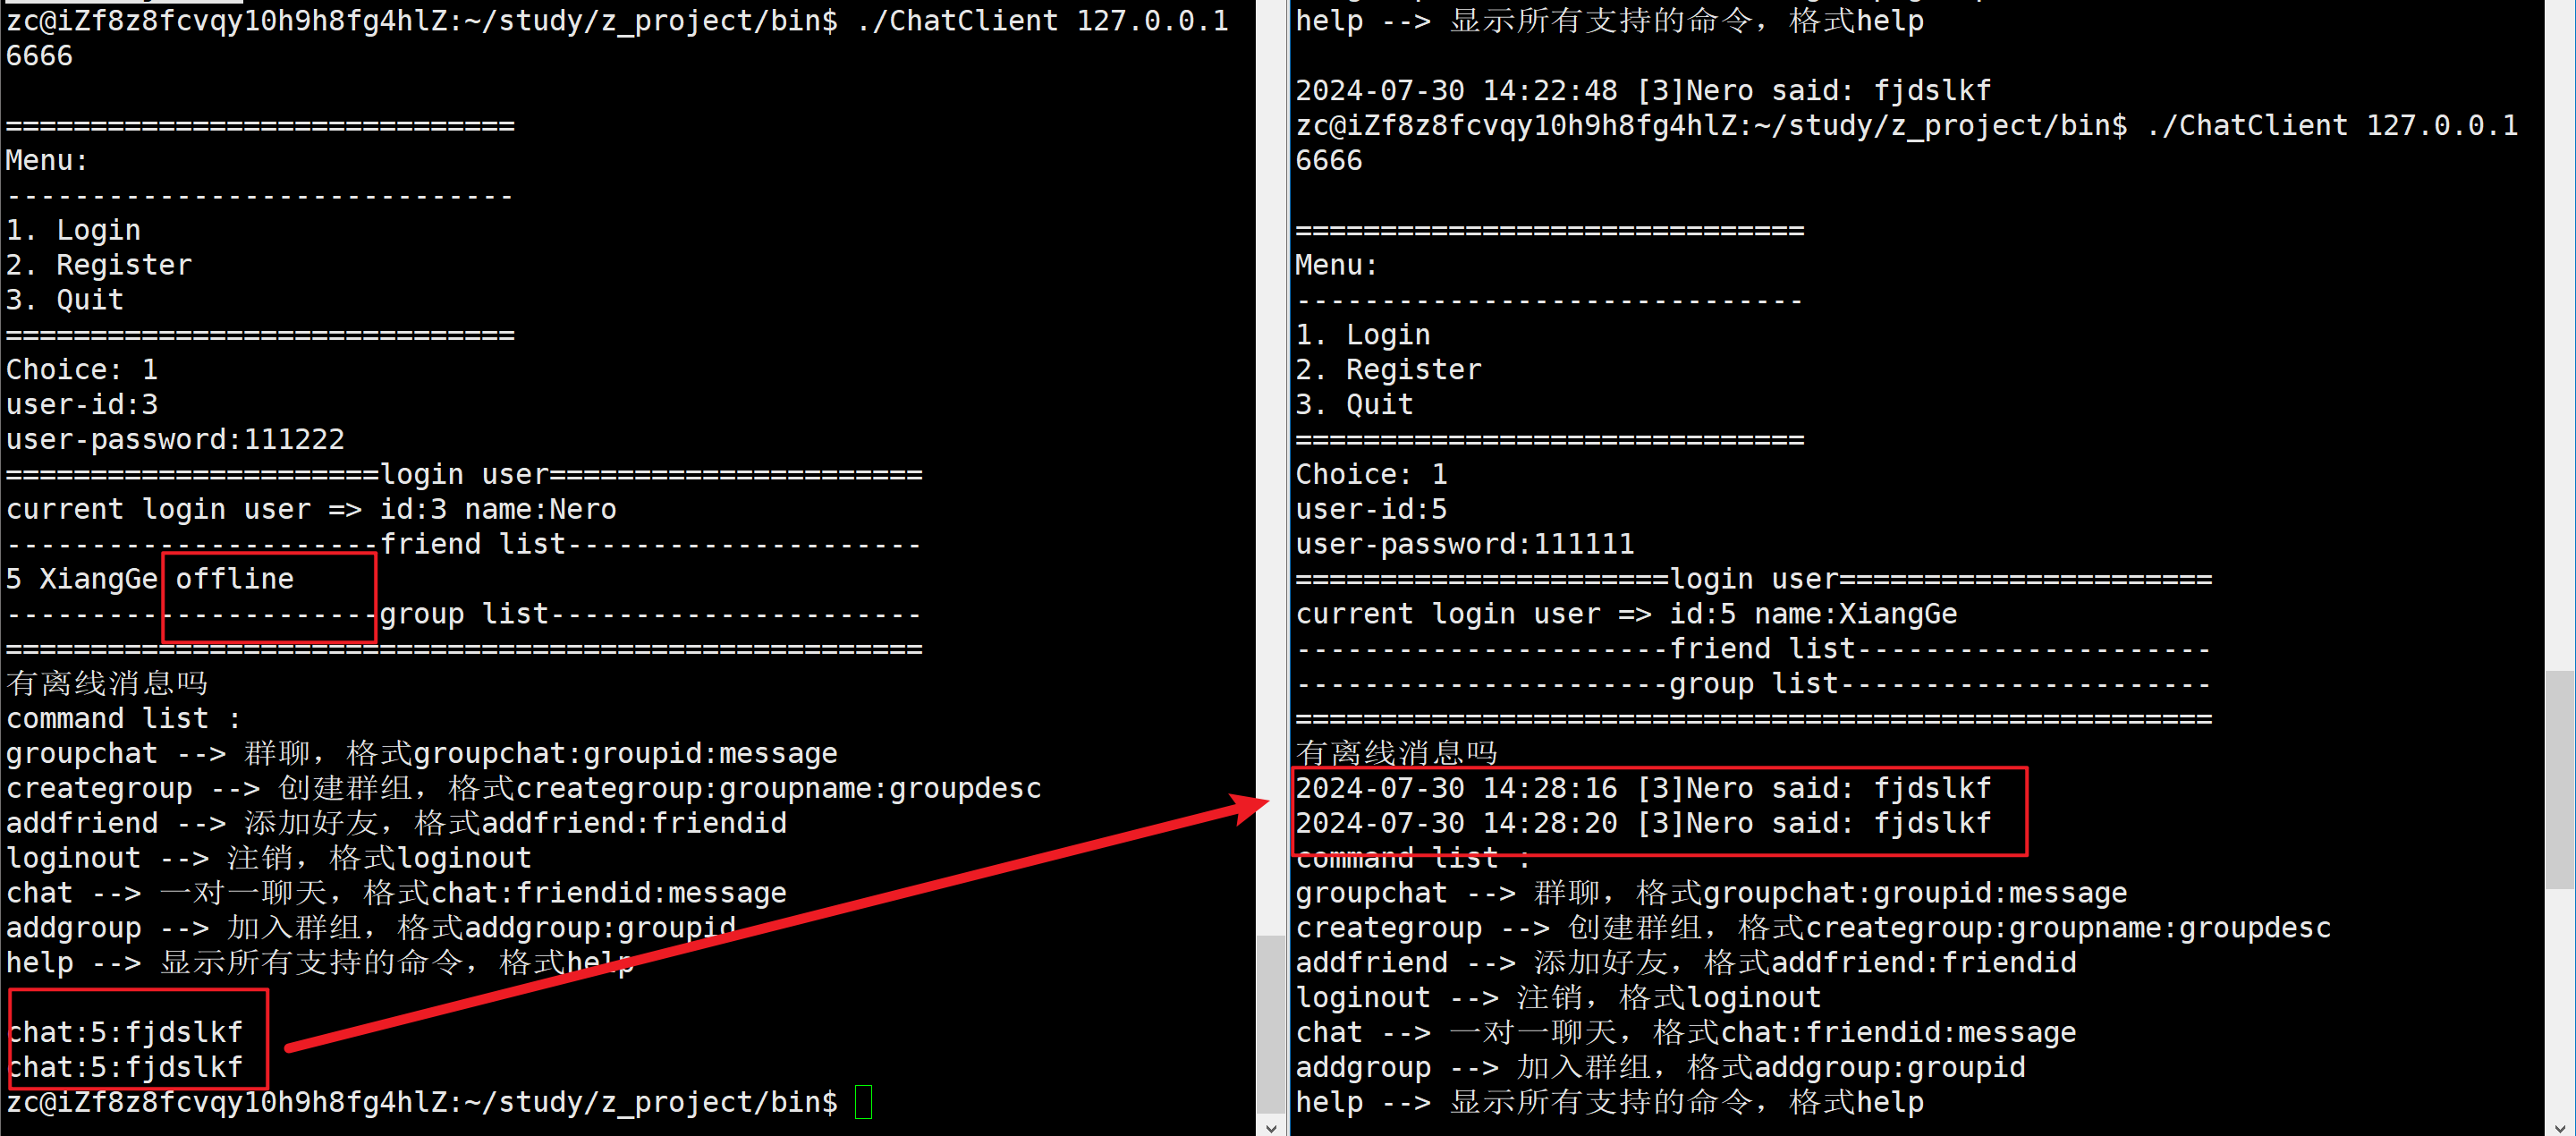 zc@iZf8z8fcvqy10h9h8fg4hlZ:~/study/z_project/bin$ ./ChatClient 127.0.0.1
6666
==============================
Menu:
------------------------------
1. Login
2. Register
3. Quit
==============================
Choice: 1
user-id:3
user-password:111222
======================login user======================
current login user => id:3 name:Nero
----------------------friend list---------------------
5 XiangGe offline
----------------------group list----------------------
======================================================
有离线消息吗
command list :
groupchat --> 群聊，格式groupchat:groupid:message
creategroup --> 创建群组，格式creategroup:groupname:groupdesc
addfriend --> 添加好友，格式addfriend:friendid
loginout --> 注销，格式loginout
chat --> 一对一聊天，格式chat:friendid:message
addgroup --> 加入群组，格式addgroup:groupid
help --> 显示所有支持的命令，格式help
chat:5:fjdslkf
chat:5:fjdslkf
zc@iZf8z8fcvqy10h9h8fg4hlZ:~/study/z_project/bin$
help --> 显示所有支持的命令，格式help
2024-07-30 14:22:48 [3]Nero said: fjdslkf
zc@iZf8z8fcvqy10h9h8fg4hlZ:~/study/z_project/bin$ ./ChatClient 127.0.0.1
6666
==============================
Menu:
------------------------------
1. Login
2. Register
3. Quit
==============================
Choice: 1
user-id:5
user-password:111111
======================login user======================
current login user => id:5 name:XiangGe
----------------------friend list---------------------
----------------------group list----------------------
======================================================
有离线消息吗
2024-07-30 14:28:16 [3]Nero said: fjdslkf
2024-07-30 14:28:20 [3]Nero said: fjdslkf
command list :
groupchat --> 群聊，格式groupchat:groupid:message
creategroup --> 创建群组，格式creategroup:groupname:groupdesc
addfriend --> 添加好友，格式addfriend:friendid
loginout --> 注销，格式loginout
chat --> 一对一聊天，格式chat:friendid:message
addgroup --> 加入群组，格式addgroup:groupid
help --> 显示所有支持的命令，格式help